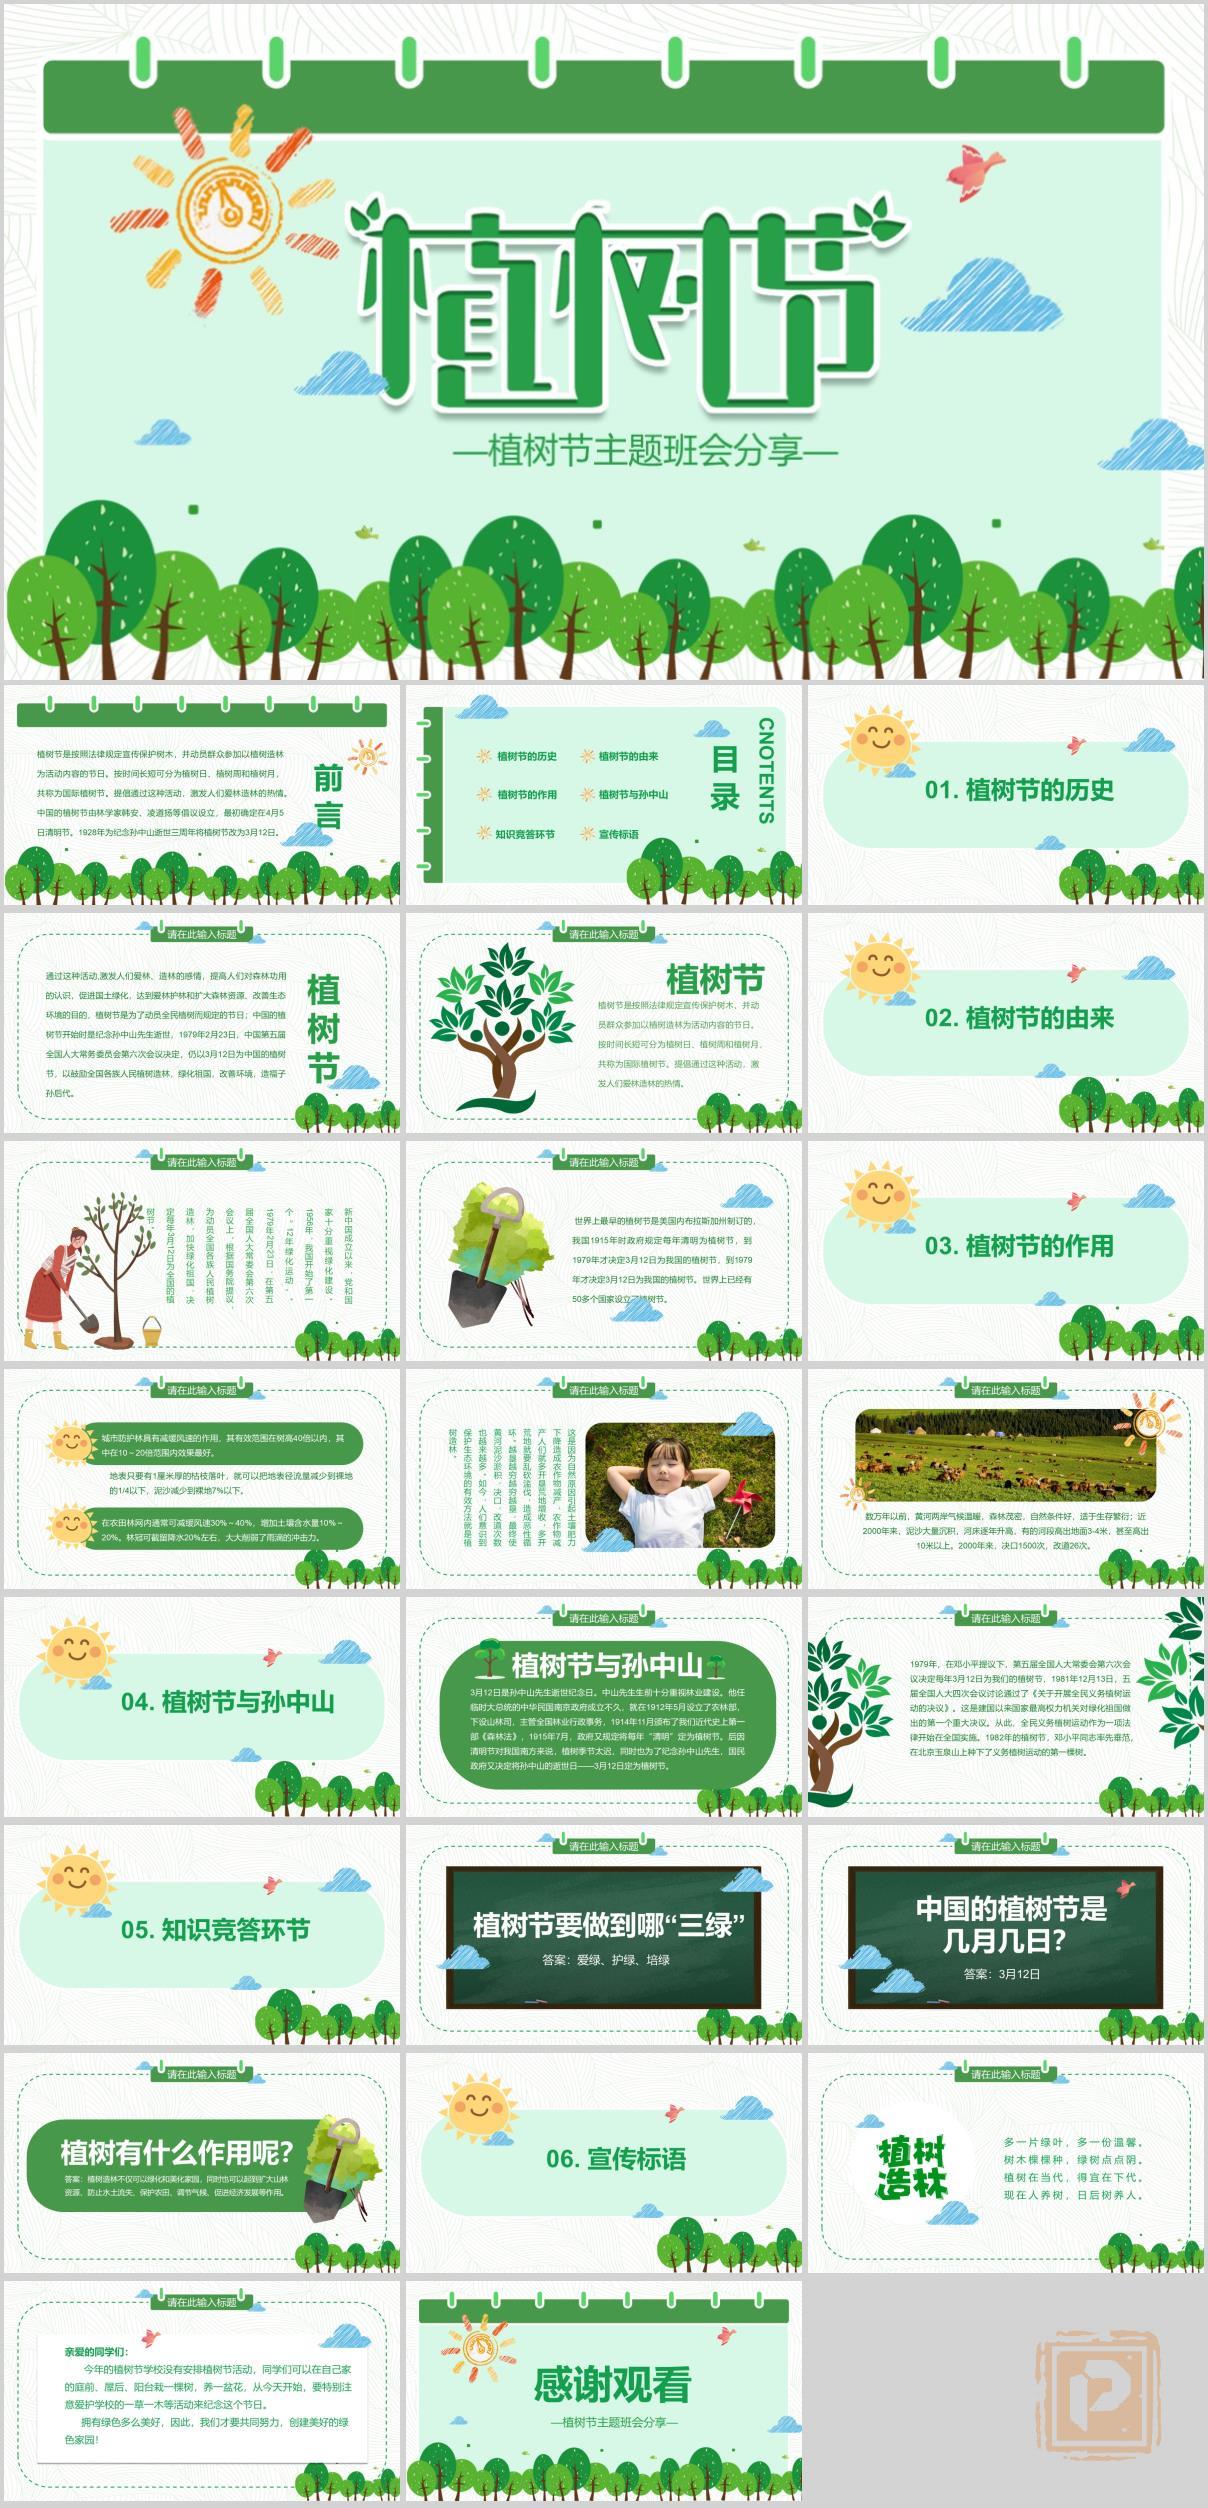 植树节
—植树节主题班会分享—
植树节是按照法律规定宣传保护树木，并动员群众参加以植树造林
为活动内容的节日。按时间长短可分为植树日、植树周和植树月，
共称为国际植树节。提倡通过这种活动，激发人们爱林造林的热情。
中国的植树节由林学家韩安、凌道扬等倡议设立，最初确定在4月5
日清明节。1928年为纪念孙中山逝世三周年将植树节改为3月12日。
前言
植树节的历史
植树节的由来
植树节的作用
植树节与孙中山
知识竞答环节
宣传标语
目录
CNOTENTS
01. 植树节的历史
请在此输入标题
通过这种活动,激发人们爱林、造林的感情，提高人们对森林功用
的认识，促进国土绿化，达到爱林护林和扩大森林资源、改善生态
环境的目的，植树节是为了动员全民植树而规定的节日；中国的植
树节开始时是纪念孙中山先生逝世，1979年2月23日，中国第五届
全国人大常务委员会第六次会议决定，仍以3月12日为中国的植树
节，以鼓励全国各族人民植树造林，绿化祖国，改善环境，造福子
孙后代。
植树节
请在此输入标题
植树节
植树节是按照法律规定宣传保护树木，并动
员群众参加以植树造林为活动内容的节日。
按时间长短可分为植树日、植树周和植树月，
共称为国际植树节。提倡通过这种活动，激
发人们爱林造林的热情。
02. 植树节的由来
请在此输入标题
新中国成立以来，党和国
家十分重视绿化建设。
1956年，我国开始了第一
个“12年绿化运动”。
1979年2月23日，在第五
届全国人大常委会第六次
会议上，根据国务院提议，
为动员全国各族人民植树
造林，加快绿化祖国，决
定每年3月12日为全国的植
树节。
请在此输入标题
世界上最早的植树节是美国内布拉斯加州制订的，
我国1915年时政府规定每年清明为植树节，到
1979年才决定3月12日为我国的植树节，到1979
年才决定3月12日为我国的植树节。世界上已经有
50多个国家设立了植树节。
03. 植树节的作用
请在此输入标题
城市防护林具有减缓风速的作用，其有效范围在树高40倍以内，其
中在10～20倍范围内效果最好。
地表只要有1厘米厚的枯枝落叶，就可以把地表径流量减少到裸地
的1/4以下，泥沙减少到裸地7%以下。
在农田林网内通常可减缓风速30%～40%，增加土壤含水量10%～
20%。林冠可截留降水20%左右，大大削弱了雨滴的冲击力。
请在此输入标题
这是因为自然原因引起土壤肥力
下降造成农作物减产，农作物减
产人们就多开垦荒地增收，多开
荒地就要乱砍滥伐，造成恶性循
环。越垦越穷越穷越垦，最终使
黄河泥沙淤积，决口、改道次数
也越来越多。如今，人们意识到
保护生态环境的有效方法就是植
树造林。
请在此输入标题
数万年以前，黄河两岸气候温暖，森林茂密，自然条件好，适于生存繁衍；近
2000年来，泥沙大量沉积，河床逐年升高，有的河段高出地面3-4米，甚至高出
10米以上。2000年来，决口1500次，改道26次。
04. 植树节与孙中山
请在此输入标题
植树节与孙中山
3月12日是孙中山先生逝世纪念日。中山先生生前十分重视林业建设。他任
临时大总统的中华民国南京政府成立不久，就在1912年5月设立了农林部，
下设山林司，主管全国林业行政事务，1914年11月颁布了我们近代史上第一
部《森林法》，1915年7月，政府又规定将每年“清明”定为植树节。后因
清明节对我国南方来说，植树季节太迟，同时也为了纪念孙中山先生，国民
政府又决定将孙中山的逝世日——3月12日定为植树节。
请在此输入标题
1979年，在邓小平提议下，第五届全国人大常委会第六次会
议决定每年3月12日为我们的植树节，1981年12月13日，五
届全国人大四次会议讨论通过了《关于开展全民义务植树运
动的决议》。这是建国以来国家最高权力机关对绿化祖国做
出的第一个重大决议。从此，全民义务植树运动作为一项法
律开始在全国实施。1982年的植树节，邓小平同志率先垂范，
在北京玉泉山上种下了义务植树运动的第一棵树。
05. 知识竞答环节
请在此输入标题
植树节要做到哪“三绿”
答案：爱绿、护绿、培绿
请在此输入标题
中国的植树节是
几月几日？
答案：3月12日
请在此输入标题
植树有什么作用呢？
答案：植树造林不仅可以绿化和美化家园，同时也可以起到扩大山林
资源、防止水土流失、保护农田、调节气候、促进经济发展等作用。
06. 宣传标语
请在此输入标题
植树
造林
多一片绿叶，多一份温馨。
树木棵棵种，绿树点点阴。
植树在当代，得宜在下代。
现在人养树，日后树养人。
请在此输入标题
亲爱的同学们：
今年的植树节学校没有安排植树节活动，同学们可以在自己家
的庭前、屋后、阳台栽一棵树，养一盆花，从今天开始，要特别注
意爱护学校的一草一木等活动来纪念这个节日。
拥有绿色多么美好，因此，我们才要共同努力，创建美好的绿
色家园！
感谢观看
—植树节主题班会分享—